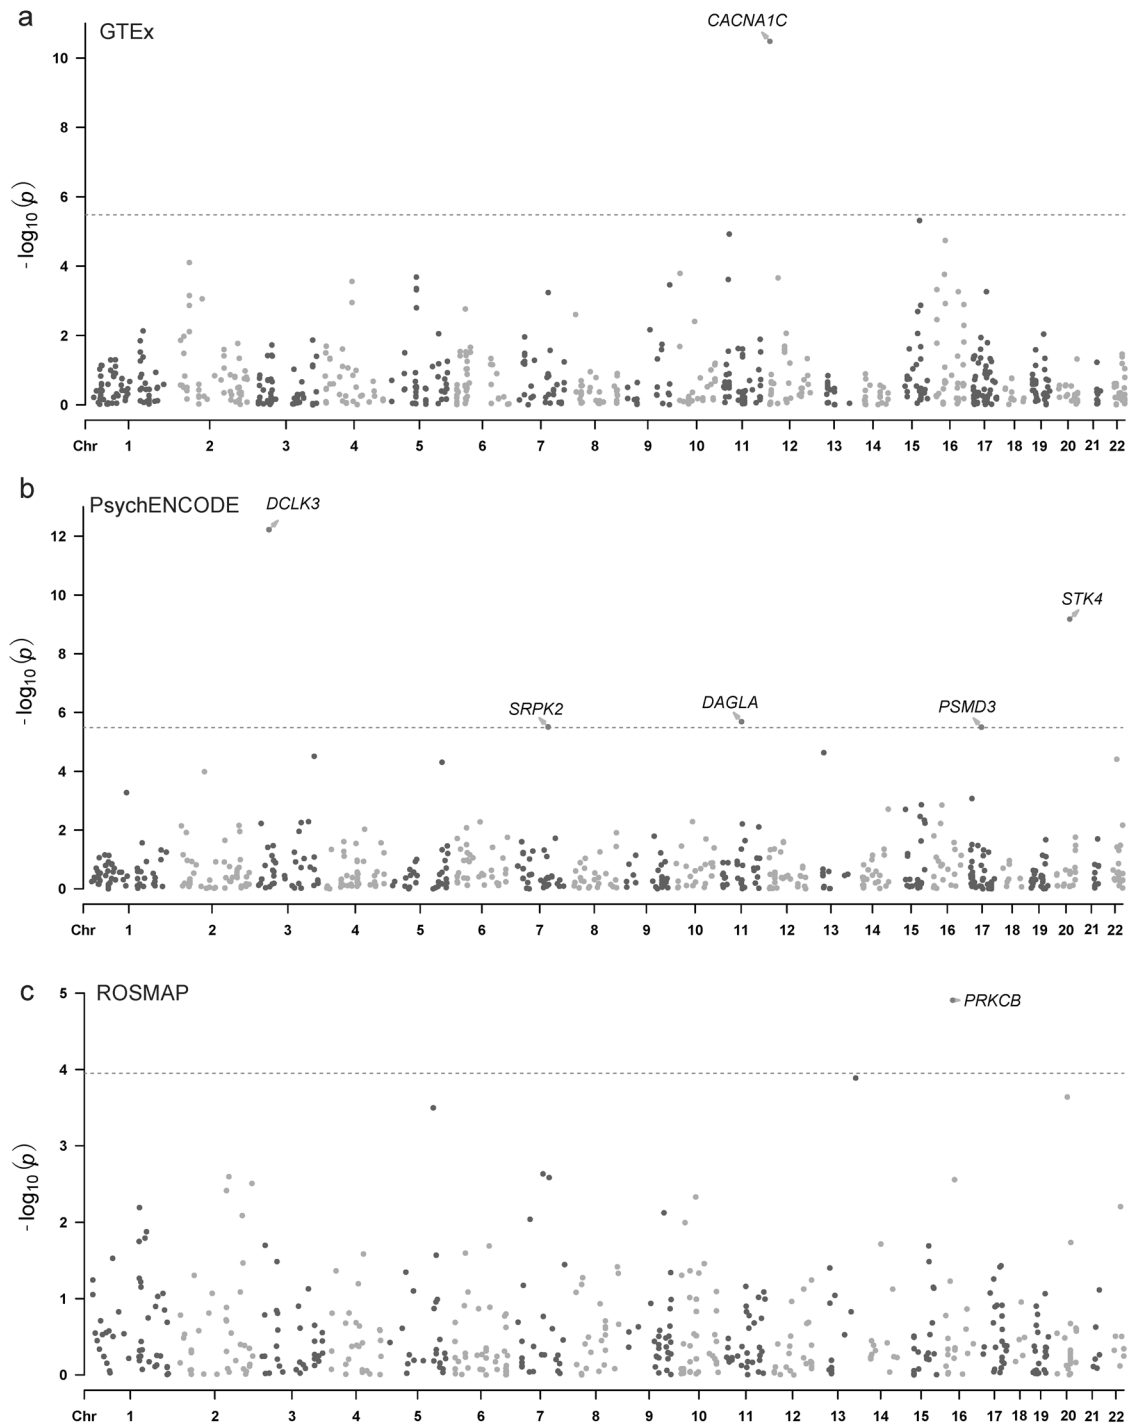 a
GTEx
CACNA1C
10
8
6
4
2
0
- log10(p)
Chr 1 2 3 4 5 6 7 8 9 10 11 12 13 14 15 16 17 18 19 20 21 22
b
PsychENCODE
DCLK3
STK4
SRPK2
DAGLA
PSMD3
12
10
8
6
4
2
0
- log10(p)
Chr 1 2 3 4 5 6 7 8 9 10 11 12 13 14 15 16 17 18 19 20 21 22
c
ROSMAP
PRKCB
5
4
3
2
1
0
- log10(p)
Chr 1 2 3 4 5 6 7 8 9 10 11 12 13 14 15 16 17 18 19 20 21 22